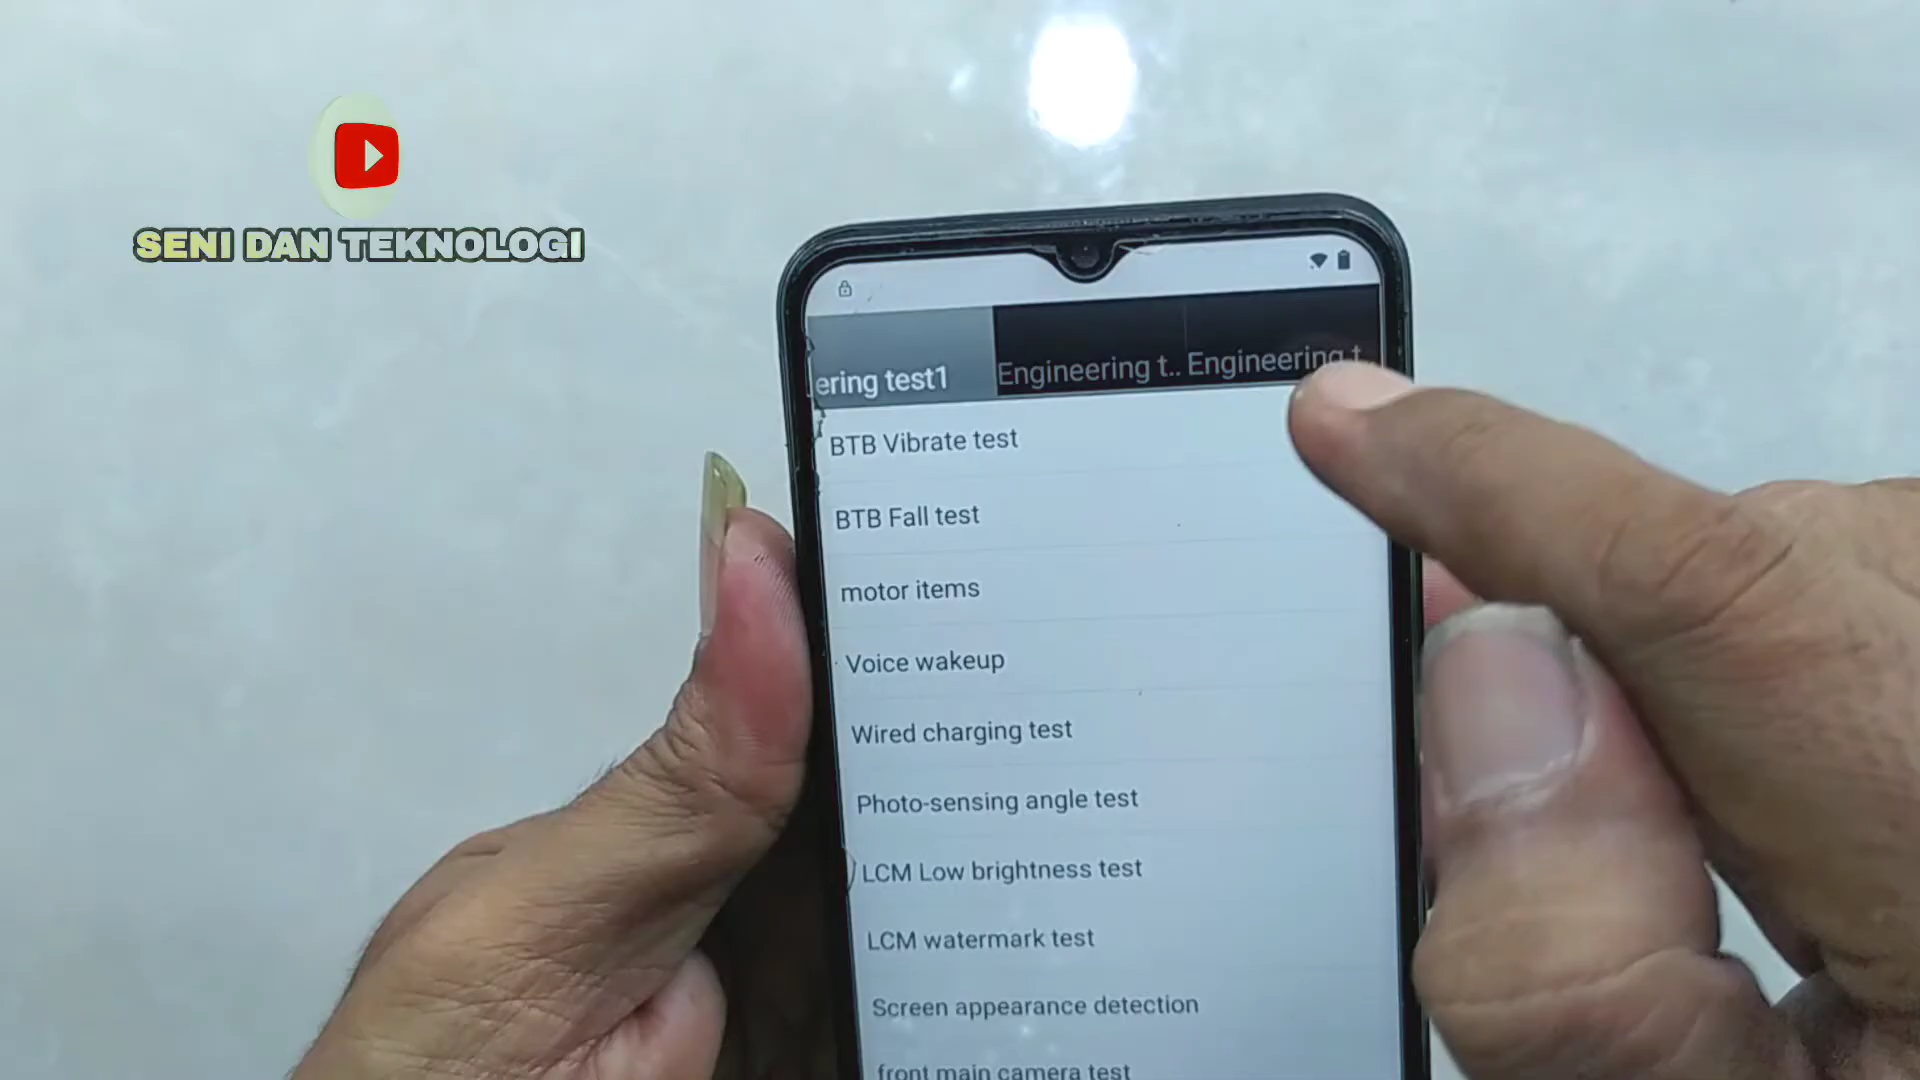 SENI DAN TEKNOLOGI
ering test1
Engineering t..
Engineering t..
BTB Vibrate test
BTB Fall test
motor items
Voice wakeup
Wired charging test
Photo-sensing angle test
LCM Low brightness test
LCM watermark test
Screen appearance detection
front main camera test